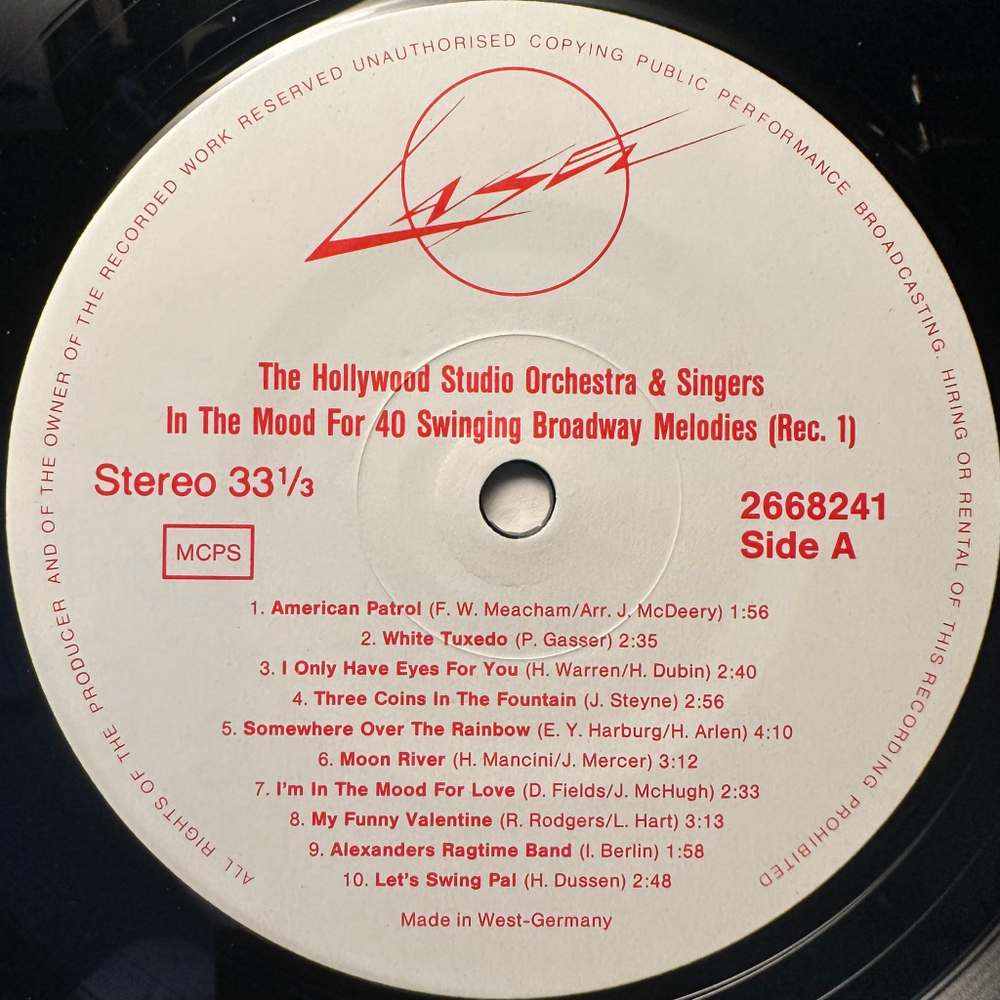 ALL RIGHTS OF THE PRODUCER AND OF THE OWNER OF THE RECORDED WORK RESERVED UNAUTHORISED COPYING PUBLIC PERFORMANCE BROADCASTING. HIRING OR RENTAL OF THIS RECORDING PROHIBITED
LASER
The Hollywood Studio Orchestra & Singers
In The Mood For 40 Swinging Broadway Melodies (Rec. 1)
Stereo 33 1/3
MCPS
2668241
Side A
1. American Patrol (F. W. Meacham/Arr. J. McDeery) 1:56
2. White Tuxedo (P. Gasser) 2:35
3. I Only Have Eyes For You (H. Warren/H. Dubin) 2:40
4. Three Coins In The Fountain (J. Steyne) 2:56
5. Somewhere Over The Rainbow (E. Y. Harburg/H. Arlen) 4:10
6. Moon River (H. Mancini/J. Mercer) 3:12
7. I'm In The Mood For Love (D. Fields/J. McHugh) 2:33
8. My Funny Valentine (R. Rodgers/L. Hart) 3:13
9. Alexanders Ragtime Band (I. Berlin) 1:58
10. Let's Swing Pal (H. Dussen) 2:48
Made in West-Germany